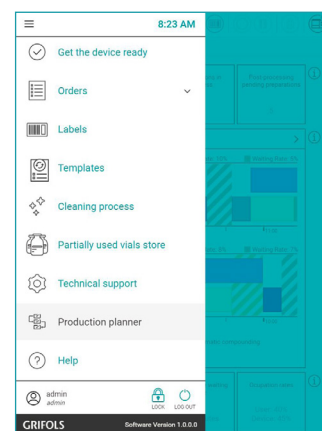 8:23 AM
Get the device ready
Orders
Labels
Templates
Cleaning process
Partially used vials store
Technical support
Production planner
Help
admin
admin
LOCK
LOG OUT
GRIFOLS
Software Version 1.0.0.0